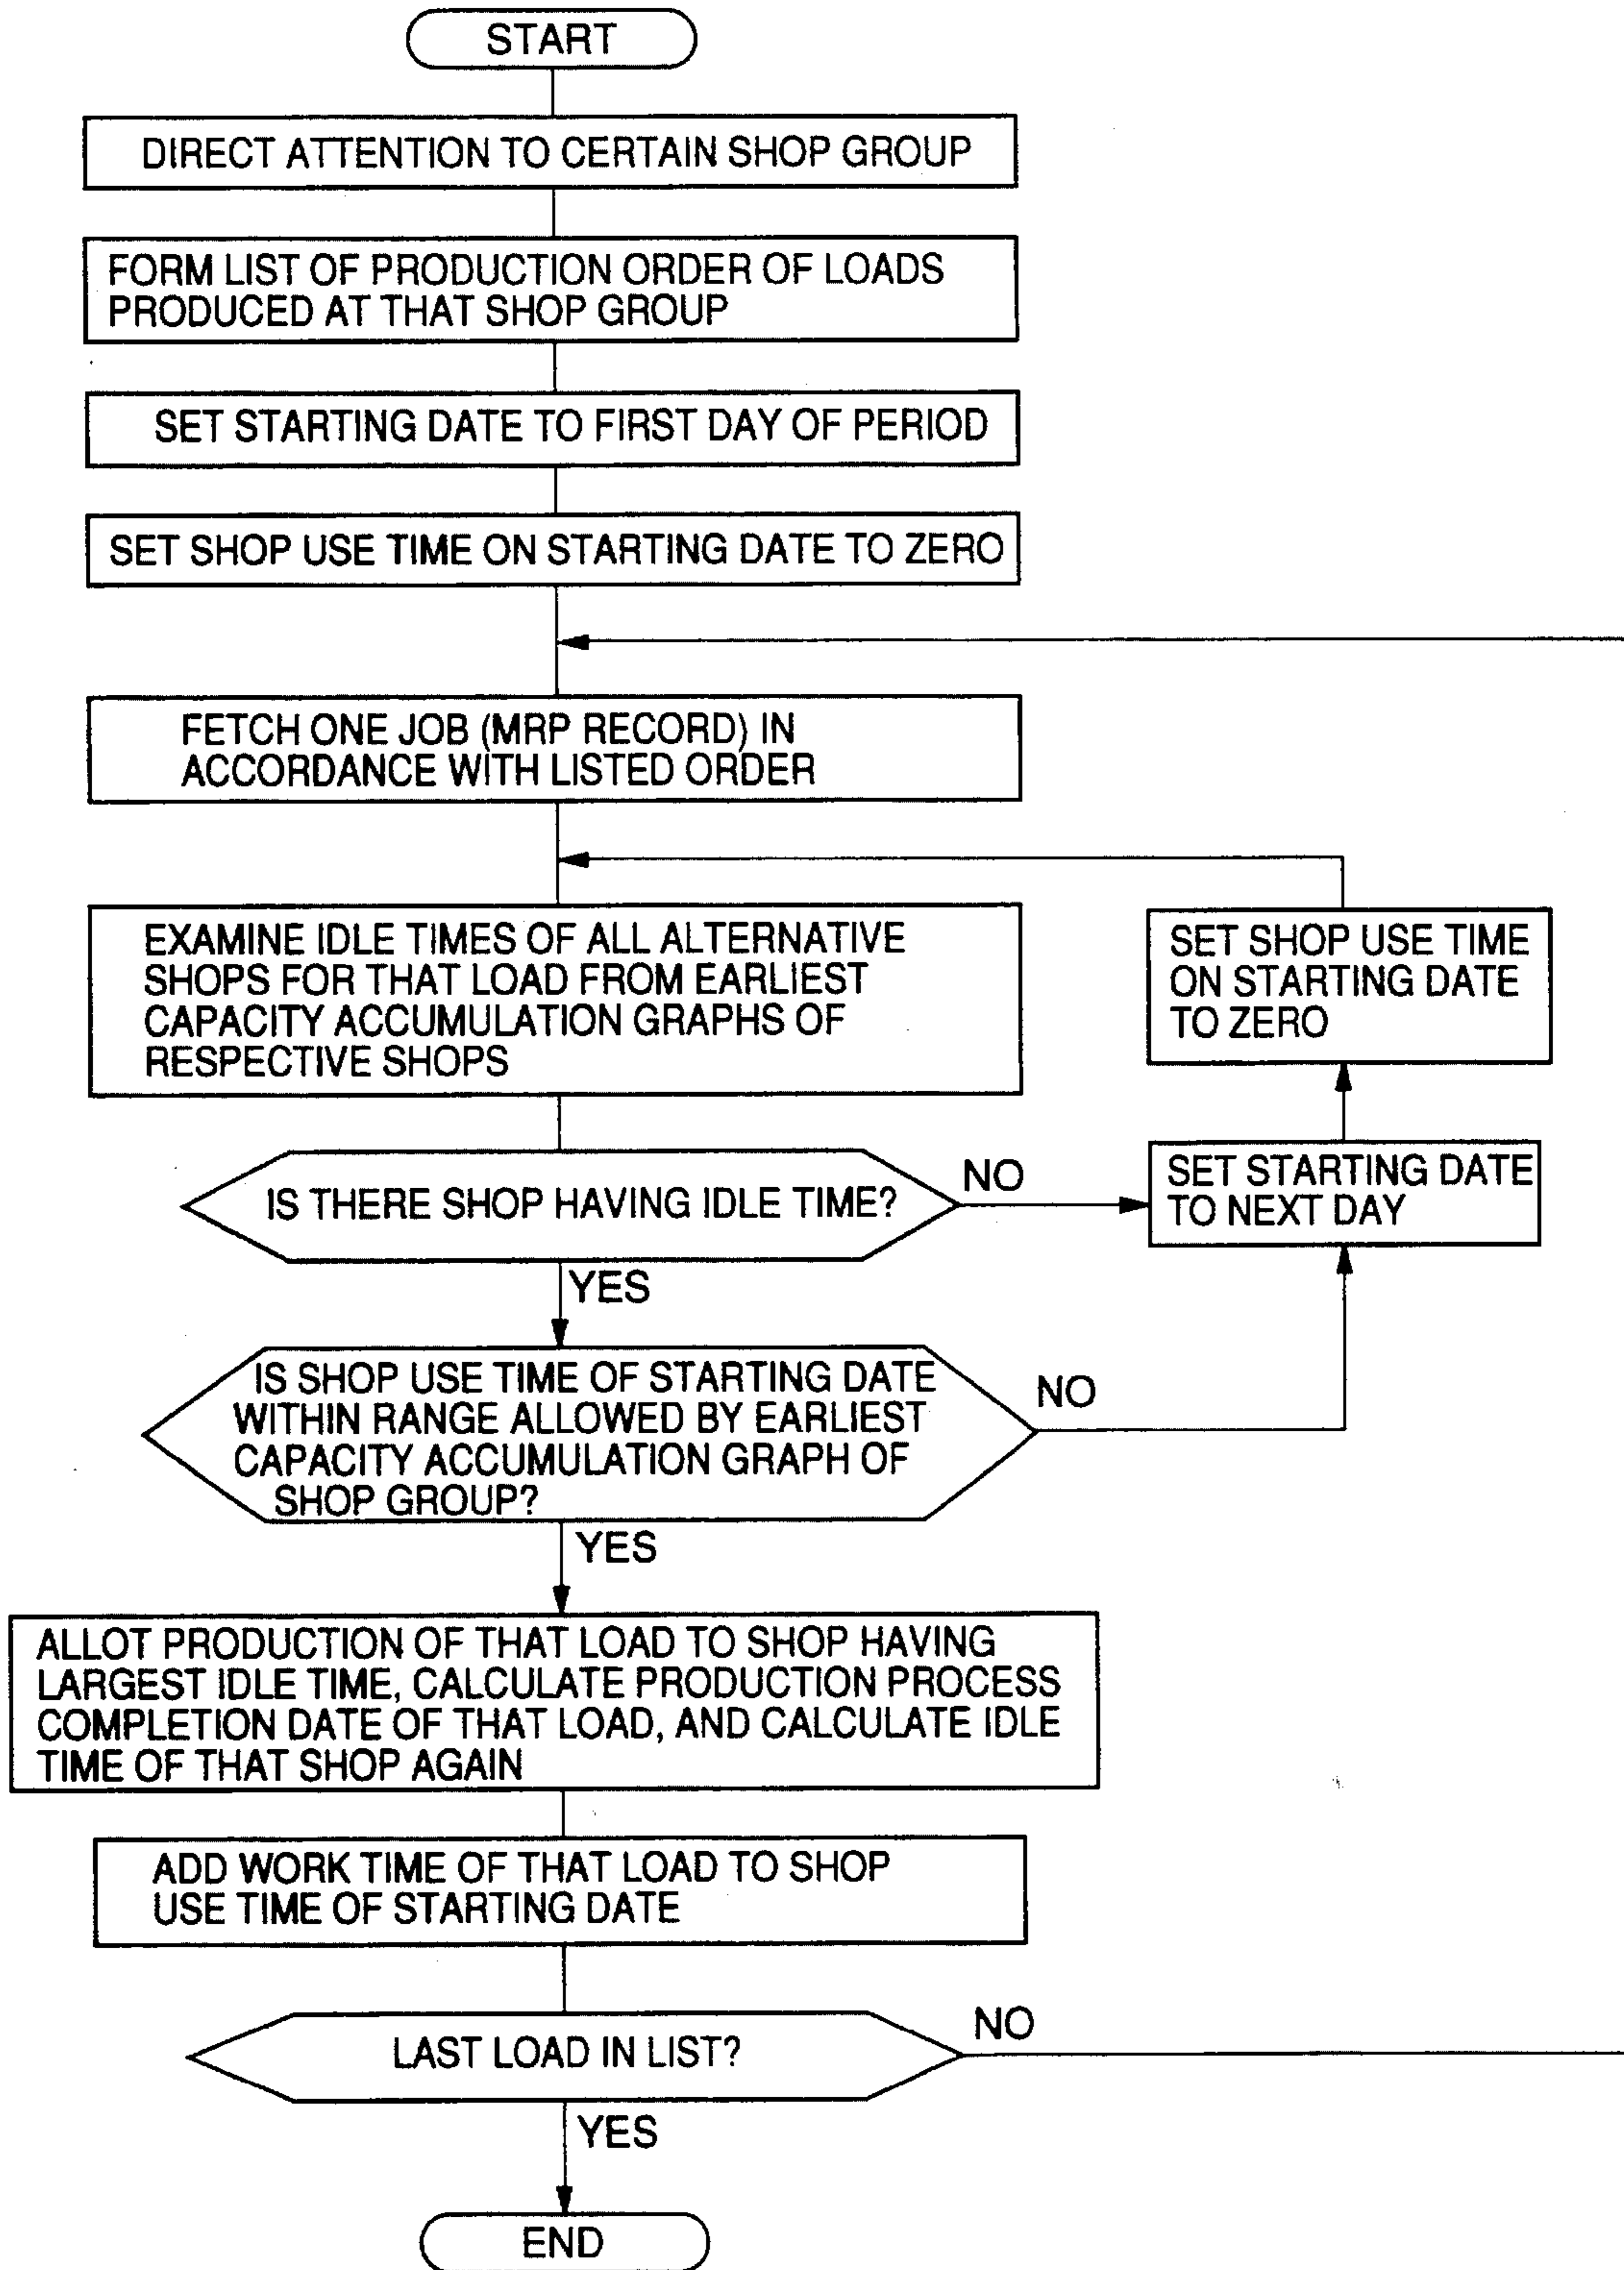 START
DIRECT ATTENTION TO CERTAIN SHOP GROUP
FORM LIST OF PRODUCTION ORDER OF LOADS
PRODUCED AT THAT SHOP GROUP
SET STARTING DATE TO FIRST DAY OF PERIOD
SET SHOP USE TIME ON STARTING DATE TO ZERO
FETCH ONE JOB (MRP RECORD) IN
ACCORDANCE WITH LISTED ORDER
EXAMINE IDLE TIMES OF ALL ALTERNATIVE
SHOPS FOR THAT LOAD FROM EARLIEST
CAPACITY ACCUMULATION GRAPHS OF
RESPECTIVE SHOPS
SET SHOP USE TIME
ON STARTING DATE
TO ZERO
IS THERE SHOP HAVING IDLE TIME?
NO
SET STARTING DATE
TO NEXT DAY
YES
IS SHOP USE TIME OF STARTING DATE
WITHIN RANGE ALLOWED BY EARLIEST
CAPACITY ACCUMULATION GRAPH OF
SHOP GROUP?
NO
YES
ALLOT PRODUCTION OF THAT LOAD TO SHOP HAVING
LARGEST IDLE TIME, CALCULATE PRODUCTION PROCESS
COMPLETION DATE OF THAT LOAD, AND CALCULATE IDLE
TIME OF THAT SHOP AGAIN
ADD WORK TIME OF THAT LOAD TO SHOP
USE TIME OF STARTING DATE
LAST LOAD IN LIST?
NO
YES
END